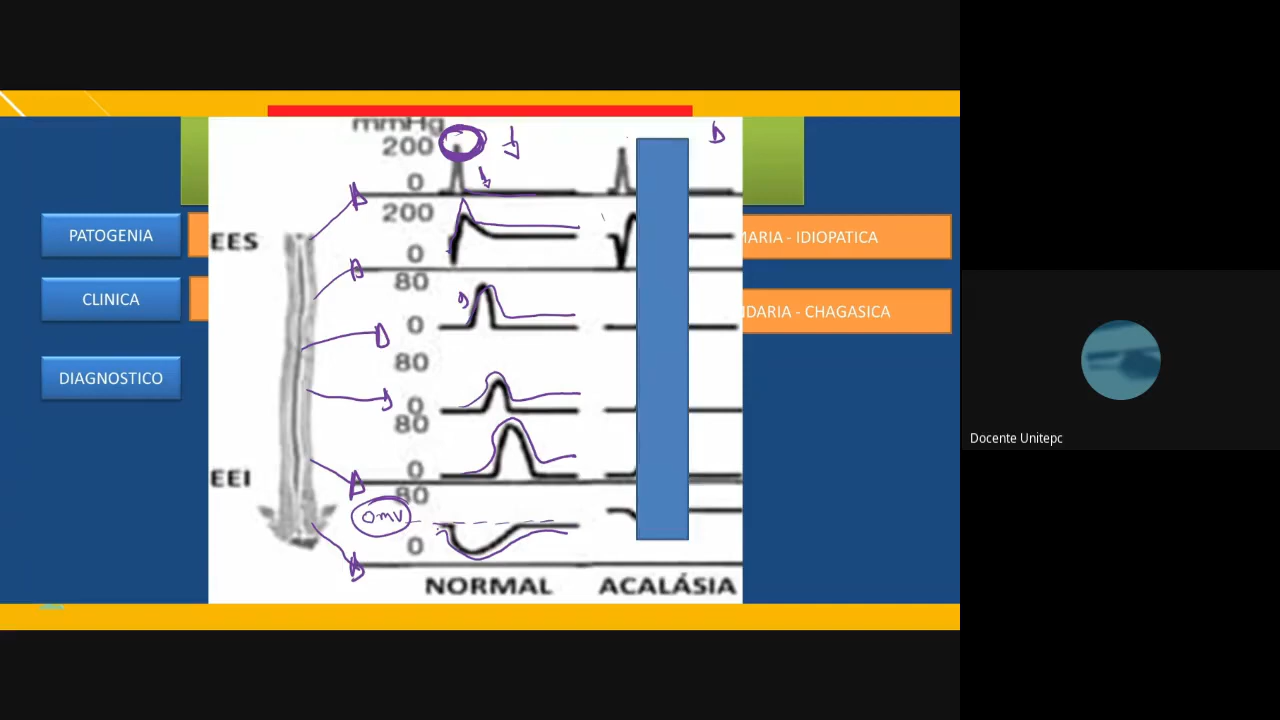 mmHg
200
0
200
0
80
0
80
0
80
0
80
0
EES
EEI
omv
NORMAL
ACALÁSIA
PATOGENIA
CLINICA
DIAGNOSTICO
MARIA - IDIOPATICA
NDARIA - CHAGASICA
Docente Unitepc